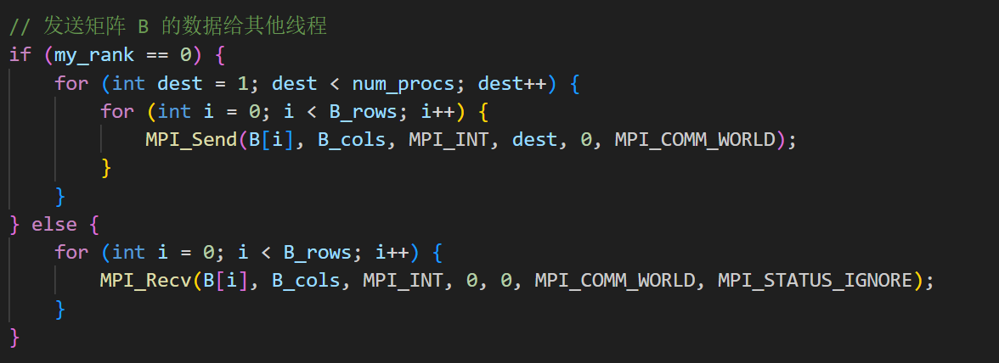 // 发送矩阵 B 的数据给其他线程
if (my_rank == 0) {
    for (int dest = 1; dest < num_procs; dest++) {
        for (int i = 0; i < B_rows; i++) {
            MPI_Send(B[i], B_cols, MPI_INT, dest, 0, MPI_COMM_WORLD);
        }
    }
} else {
    for (int i = 0; i < B_rows; i++) {
        MPI_Recv(B[i], B_cols, MPI_INT, 0, 0, MPI_COMM_WORLD, MPI_STATUS_IGNORE);
    }
}